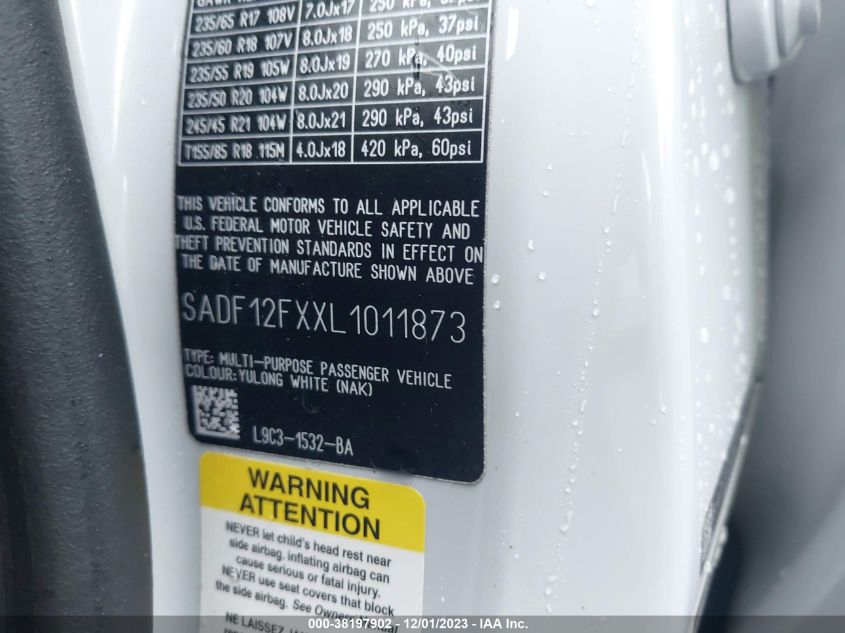 235/65 R17 108V 7.0Jx17 250 kPa, 37psi
235/60 R18 107V 8.0Jx18 250 kPa, 37psi
235/55 R19 105W 8.0Jx19 270 kPa, 40psi
235/50 R20 104W 8.0Jx20 290 kPa, 43psi
245/45 R21 104W 8.0Jx21 290 kPa, 43psi
T155/85 R18 115M 4.0Jx18 420 kPa, 60psi
THIS VEHICLE CONFORMS TO ALL APPLICABLE
U.S. FEDERAL MOTOR VEHICLE SAFETY AND
THEFT PREVENTION STANDARDS IN EFFECT ON
THE DATE OF MANUFACTURE SHOWN ABOVE
SADF12FXXL1011873
TYPE: MULTI-PURPOSE PASSENGER VEHICLE
COLOUR:YULONG WHITE (NAK)
L9C3-1532-BA
WARNING
ATTENTION
NEVER let child's head rest near
side airbag, inflating airbag can
cause serious or fatal injury.
NEVER use seat covers that block
the side airbag. See Owners Manual
NE LAISSEZ
000-38197902 - 12/01/2023 - IAA Inc.